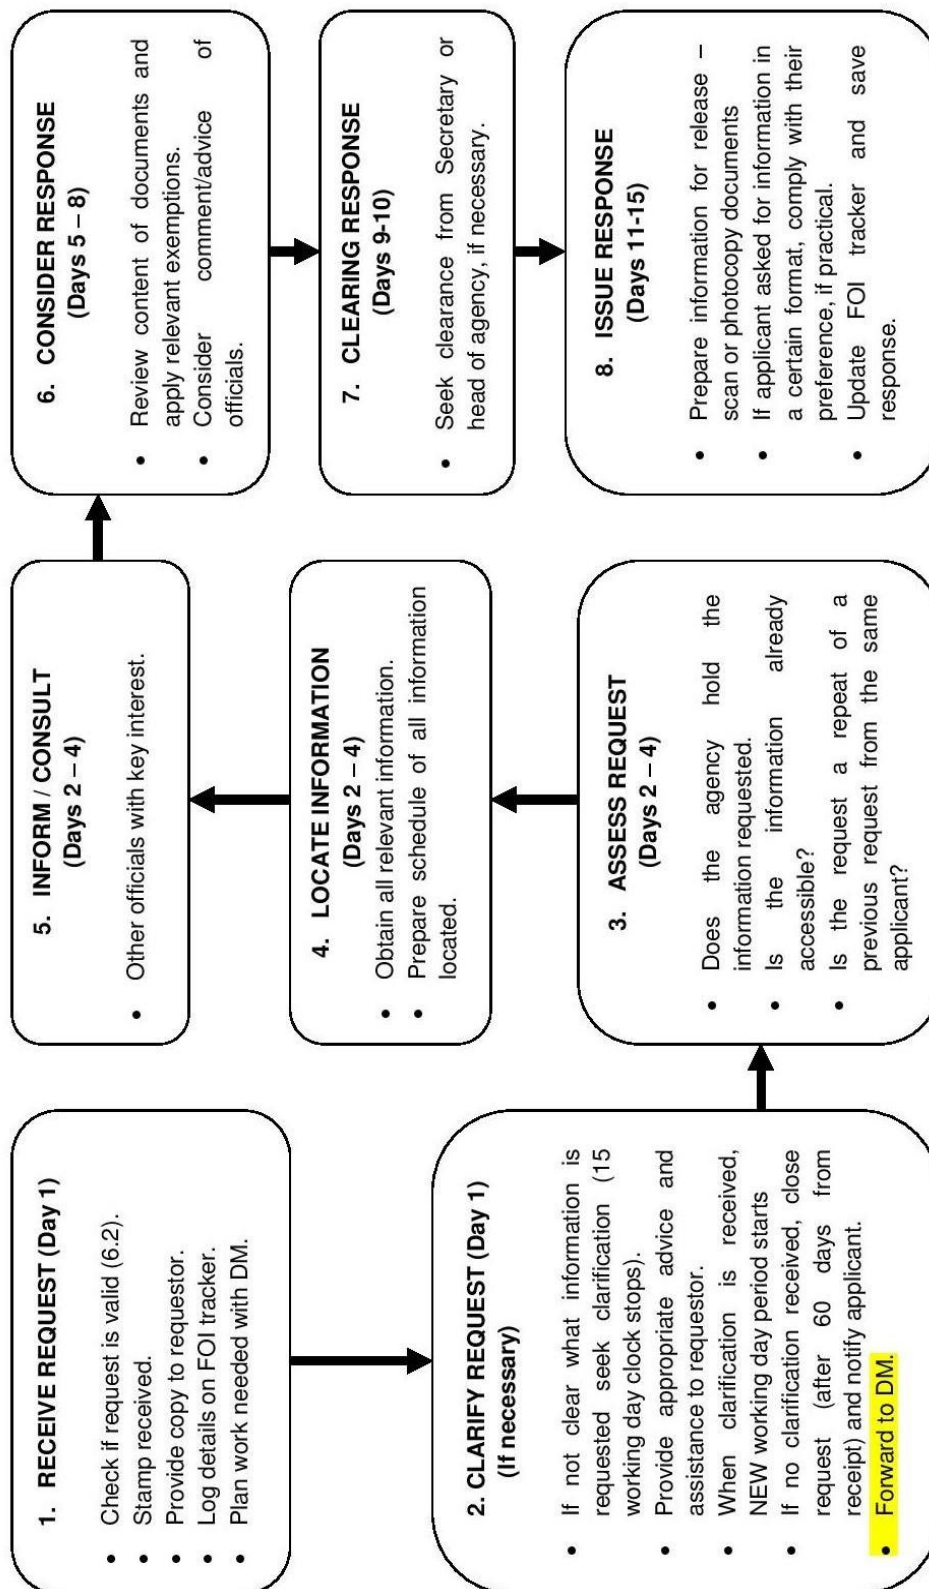 1. RECEIVE REQUEST (Day 1)
• Check if request is valid (6.2).
• Stamp received.
• Provide copy to requestor.
• Log details on FOI tracker.
• Plan work needed with DM.
2. CLARIFY REQUEST (Day 1)
(If necessary)
• If not clear what information is
requested seek clarification (15
working day clock stops).
• Provide appropriate advice and
assistance to requestor.
• When clarification is received,
NEW working day period starts
• If no clarification received, close
request (after 60 days from
receipt) and notify applicant.
• Forward to DM.
3. ASSESS REQUEST
(Days 2 – 4)
• Does the agency hold the
information requested.
• Is the information already
accessible?
• Is the request a repeat of a
previous request from the same
applicant?
4. LOCATE INFORMATION
(Days 2 – 4)
• Obtain all relevant information.
• Prepare schedule of all information
located.
5. INFORM / CONSULT
(Days 2 – 4)
• Other officials with key interest.
6. CONSIDER RESPONSE
(Days 5 – 8)
• Review content of documents and
apply relevant exemptions.
• Consider comment/advice of
officials.
7. CLEARING RESPONSE
(Days 9-10)
• Seek clearance from Secretary or
head of agency, if necessary.
8. ISSUE RESPONSE
(Days 11-15)
• Prepare information for release –
scan or photocopy documents
• If applicant asked for information in
a certain format, comply with their
preference, if practical.
• Update FOI tracker and save
response.